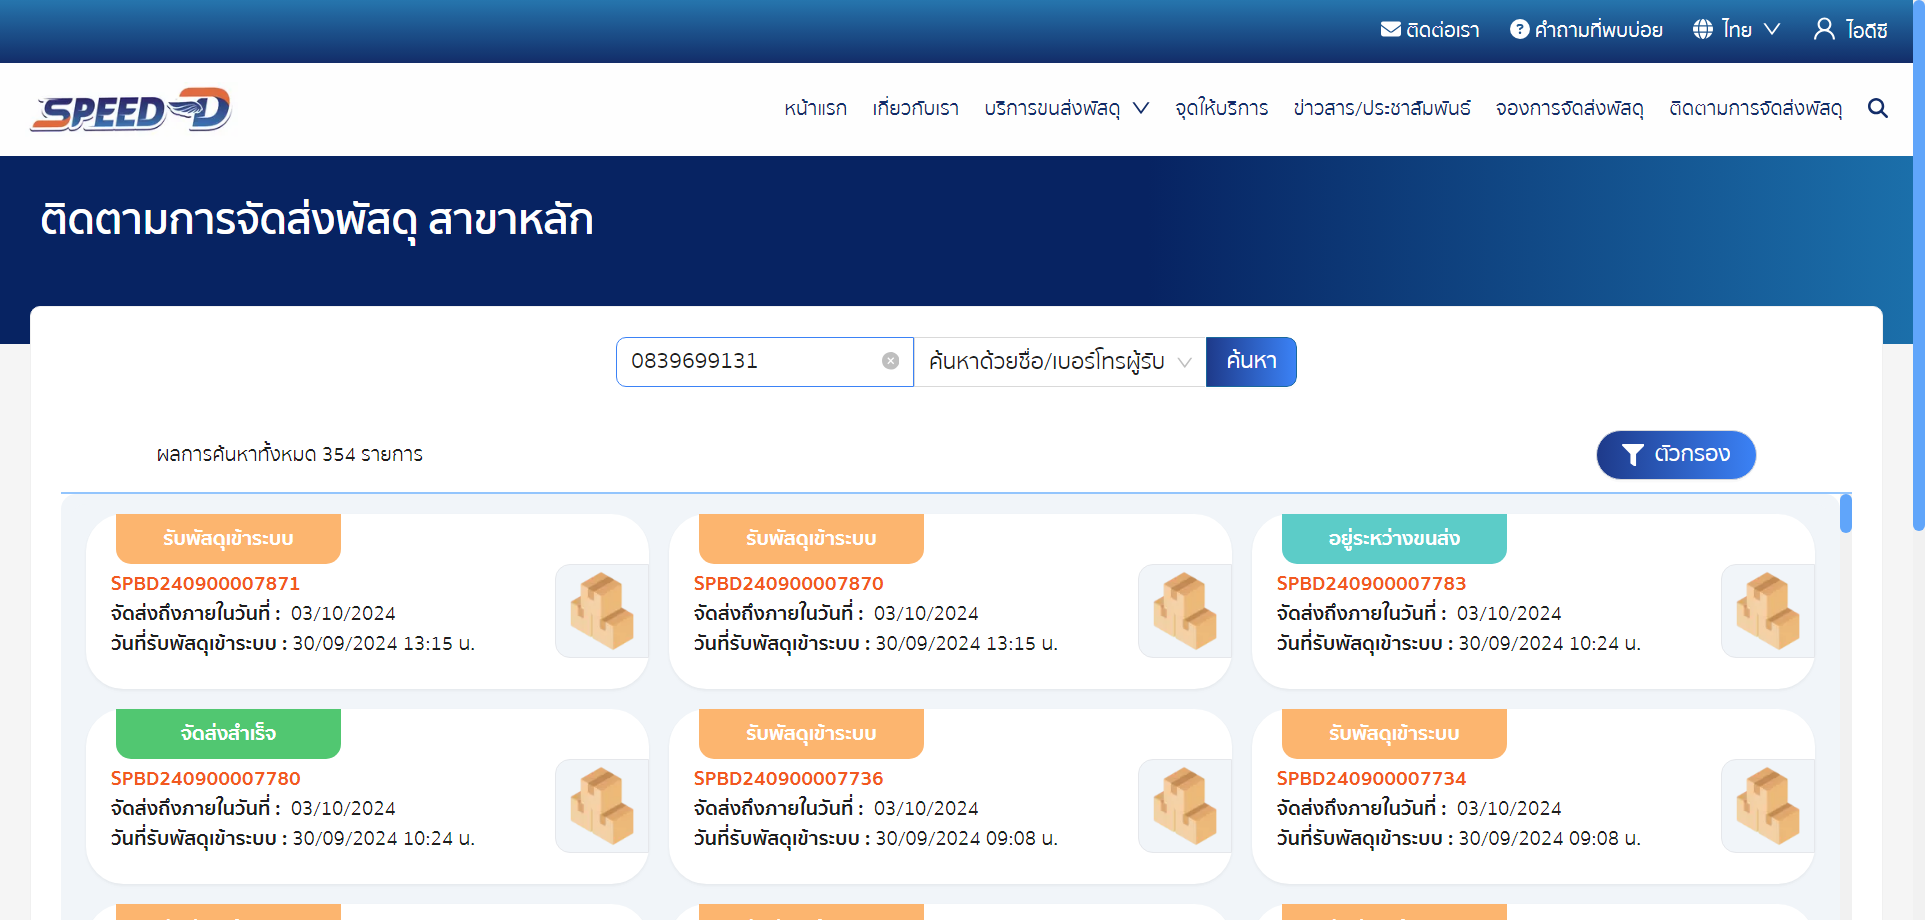 ติดต่อเรา คำถามที่พบบ่อย ไทย ไอดีซี
SPEED-D
หน้าแรก เกี่ยวกับเรา บริการขนส่งพัสดุ จุดให้บริการ ข่าวสาร/ประชาสัมพันธ์ จองการจัดส่งพัสดุ ติดตามการจัดส่งพัสดุ
ติดตามการจัดส่งพัสดุ สาขาหลัก
0839699131 ค้นหาด้วยชื่อ/เบอร์โทรผู้รับ ค้นหา
ผลการค้นหาทั้งหมด 354 รายการ
ตัวกรอง
รับพัสดุเข้าระบบ
SPBD240900007871
จัดส่งถึงภายในวันที่ : 03/10/2024
วันที่รับพัสดุเข้าระบบ : 30/09/2024 13:15 น.
รับพัสดุเข้าระบบ
SPBD240900007870
จัดส่งถึงภายในวันที่ : 03/10/2024
วันที่รับพัสดุเข้าระบบ : 30/09/2024 13:15 น.
อยู่ระหว่างขนส่ง
SPBD240900007783
จัดส่งถึงภายในวันที่ : 03/10/2024
วันที่รับพัสดุเข้าระบบ : 30/09/2024 10:24 น.
จัดส่งสำเร็จ
SPBD240900007780
จัดส่งถึงภายในวันที่ : 03/10/2024
วันที่รับพัสดุเข้าระบบ : 30/09/2024 10:24 น.
รับพัสดุเข้าระบบ
SPBD240900007736
จัดส่งถึงภายในวันที่ : 03/10/2024
วันที่รับพัสดุเข้าระบบ : 30/09/2024 09:08 น.
รับพัสดุเข้าระบบ
SPBD240900007734
จัดส่งถึงภายในวันที่ : 03/10/2024
วันที่รับพัสดุเข้าระบบ : 30/09/2024 09:08 น.